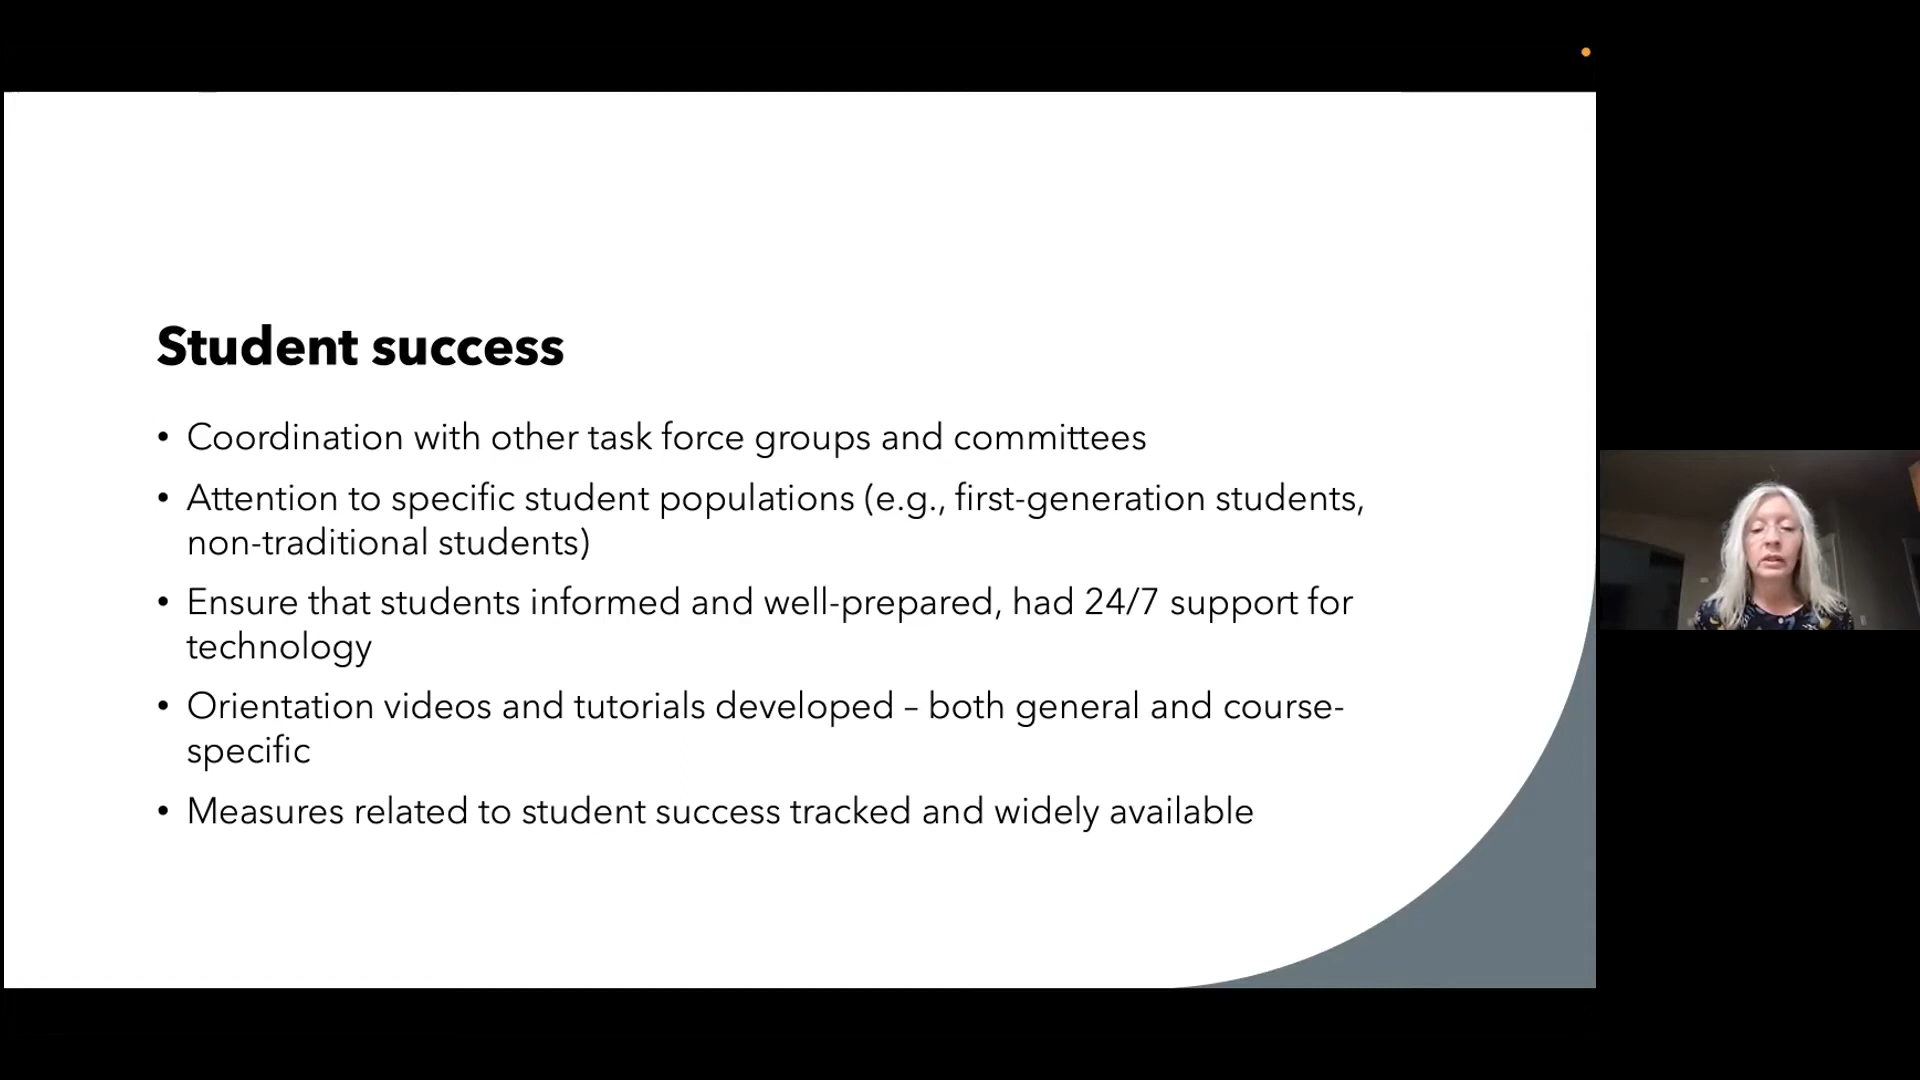 Student success
• Coordination with other task force groups and committees
• Attention to specific student populations (e.g., first-generation students,
non-traditional students)
• Ensure that students informed and well-prepared, had 24/7 support for
technology
• Orientation videos and tutorials developed – both general and course-
specific
• Measures related to student success tracked and widely available